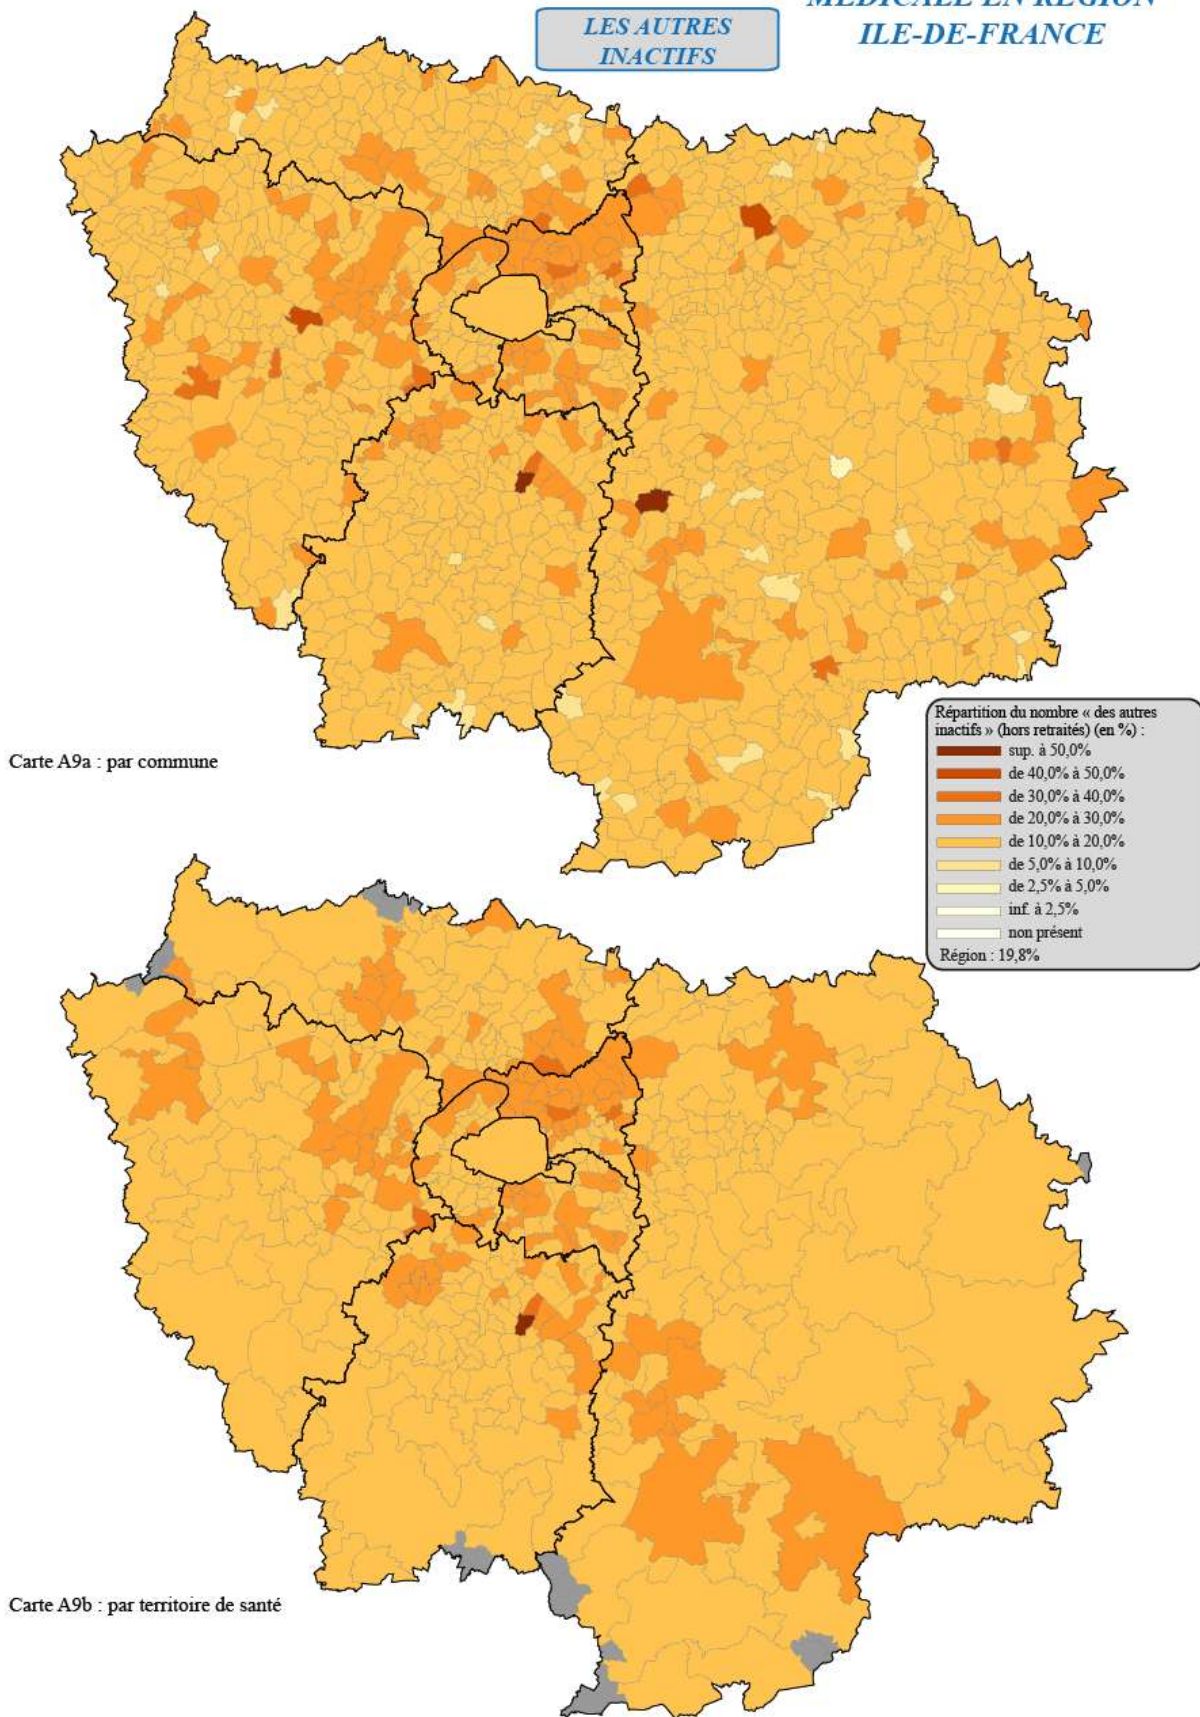 MÉDICALE EN RÉGION
ILE-DE-FRANCE
LES AUTRES
INACTIFS
Carte A9a : par commune
Répartition du nombre « des autres
inactifs » (hors retraités) (en %) :
sup. à 50,0%
de 40,0% à 50,0%
de 30,0% à 40,0%
de 20,0% à 30,0%
de 10,0% à 20,0%
de 5,0% à 10,0%
de 2,5% à 5,0%
inf. à 2,5%
non présent
Région : 19,8%
Carte A9b : par territoire de santé